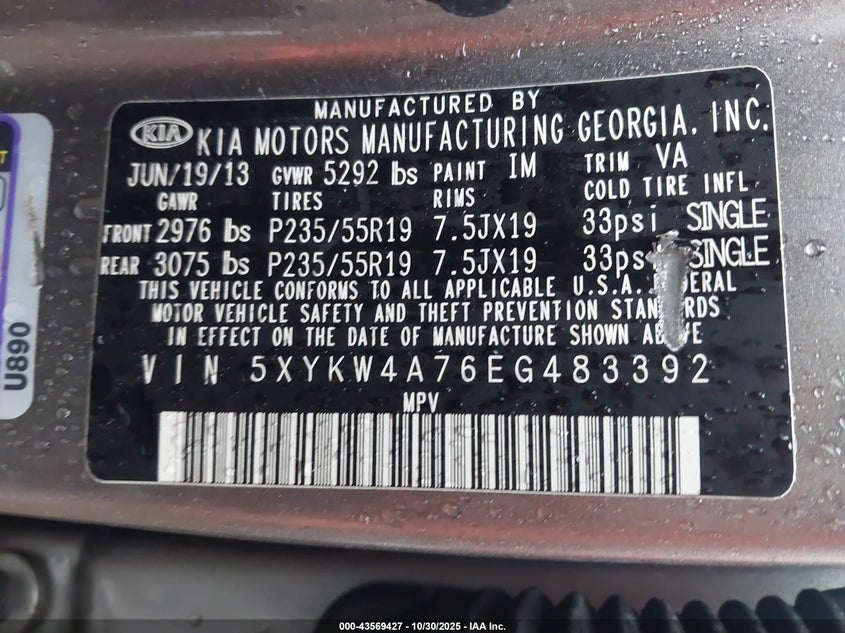 MANUFACTURED BY
KIA KIA MOTORS MANUFACTURING GEORGIA, INC.
JUN/19/13 GVWR 5292 lbs PAINT IM TRIM VA
GAWR TIRES RIMS COLD TIRE INFL
FRONT 2976 lbs P235/55R19 7.5JX19 33psi SINGLE
REAR 3075 lbs P235/55R19 7.5JX19 SINGLE
THIS VEHICLE CONFORMS TO ALL APPLICABLE U.S.A.
MOTOR VEHICLE SAFETY AND THEFT PREVENTION
IN EFFECT ON THE DATE OF MANUFACTURE SHOWN
VIN 5XYKW4A76EG483392
MPV
U890
000-43569427 - 10/30/2025 - IAA Inc.